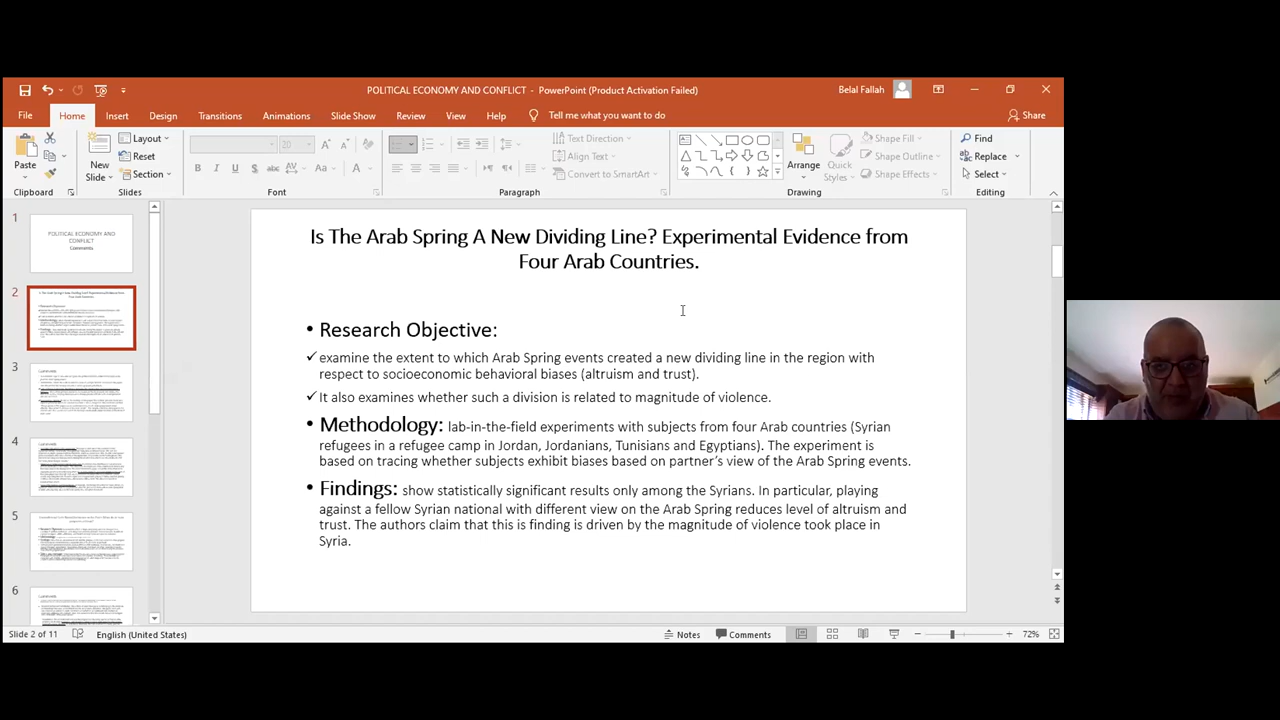 POLITICAL ECONOMY AND CONFLICT - PowerPoint (Product Activation Failed)
Belal Fallah
File Home Insert Design Transitions Animations Slide Show Review View Help Tell me what you want to do Share
Paste
New Slide
Layout
Reset
Section
20
Text Direction
Align Text
Convert to SmartArt
Arrange
Quick Styles
Shape Fill
Shape Outline
Shape Effects
Find
Replace
Select
Clipboard Slides Font Paragraph Drawing Editing
1
POLITICAL ECONOMY AND
CONFLICT
Comments
2
3
4
5
6
Is The Arab Spring A New Dividing Line? Experimental Evidence from
Four Arab Countries.
• Research Objective:
✓examine the extent to which Arab Spring events created a new dividing line in the region with
respect to socioeconomic behavioral biases (altruism and trust).
✓ It also examines whether such a division is related to magnitude of violence.
• Methodology: lab-in-the-field experiments with subjects from four Arab countries (Syrian
refugees in a refugee camp in Jordan, Jordanians, Tunisians and Egyptians). The experiment is
based on tracing whether subjects exhibit biases based on partner's view of the Arab Spring events.
• Findings: show statistically significant results only among the Syrians. In particular, playing
against a fellow Syrian national with different view on the Arab Spring reduces level of altruism and
trust. The authors claim that this is finding is driven by the magnitude of violence took place in
Syria.
Slide 2 of 11 English (United States) Notes Comments 72%